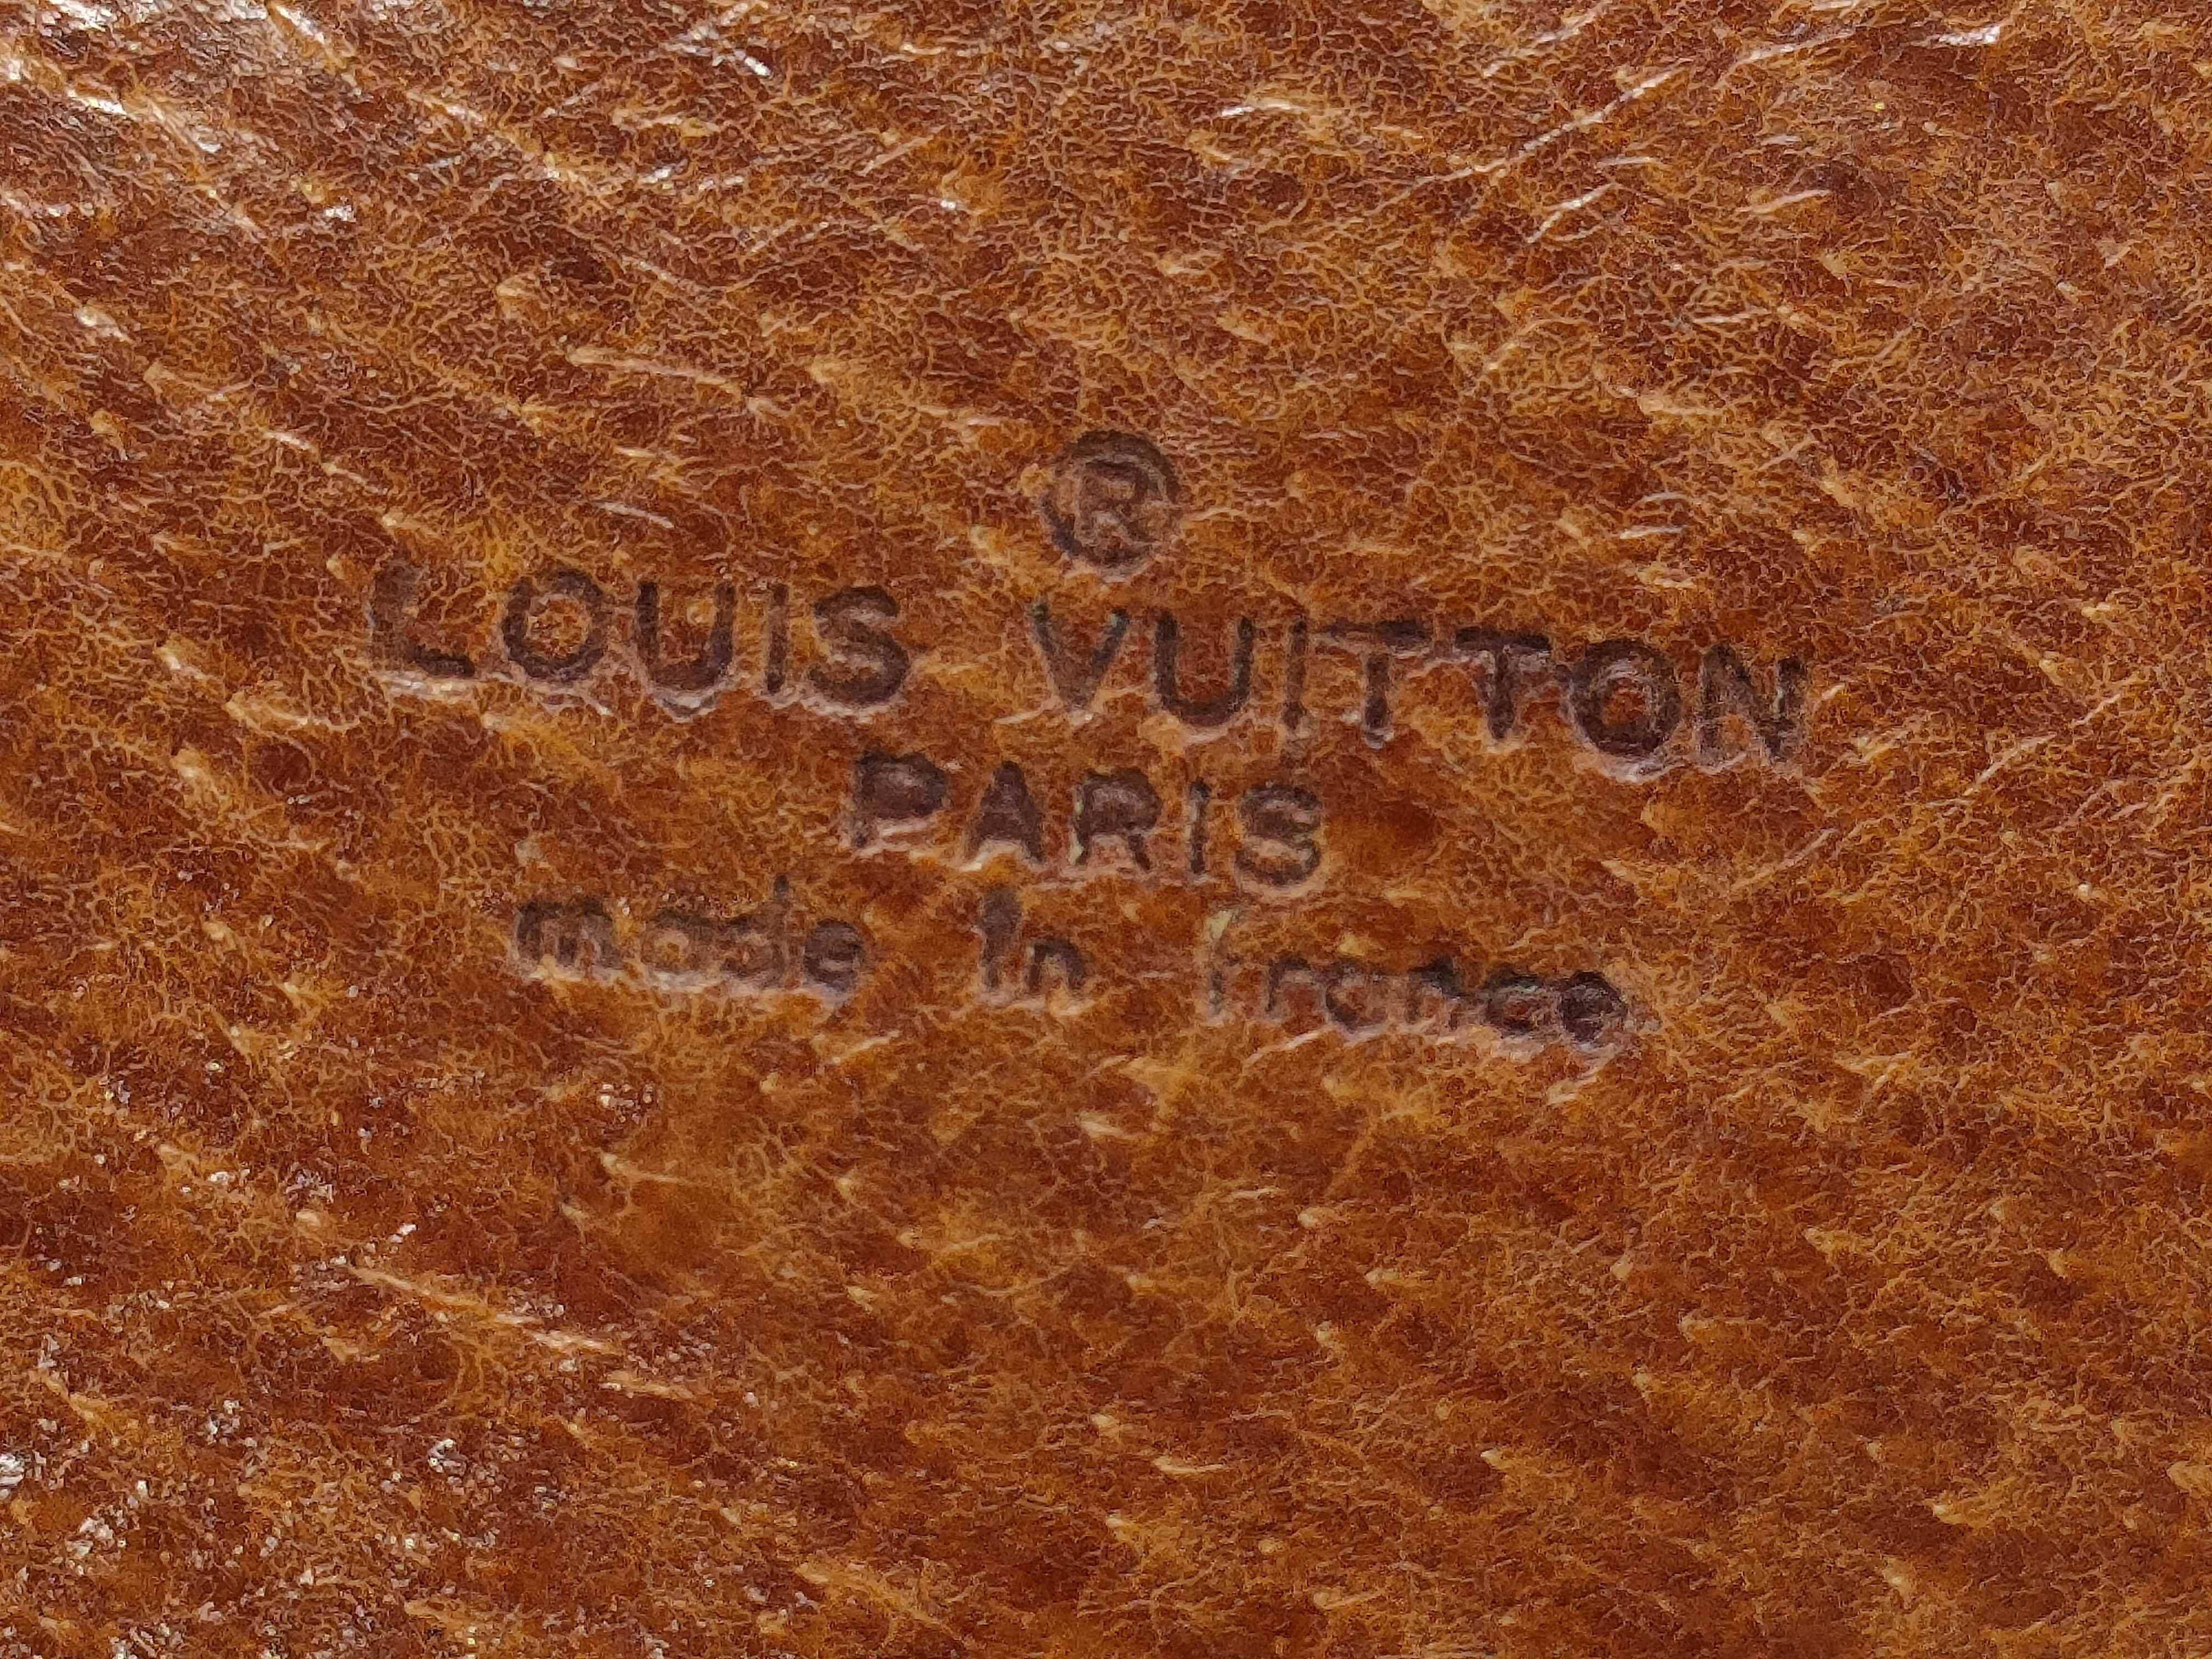 ®
LOUIS VUITTON
PARIS
made in france